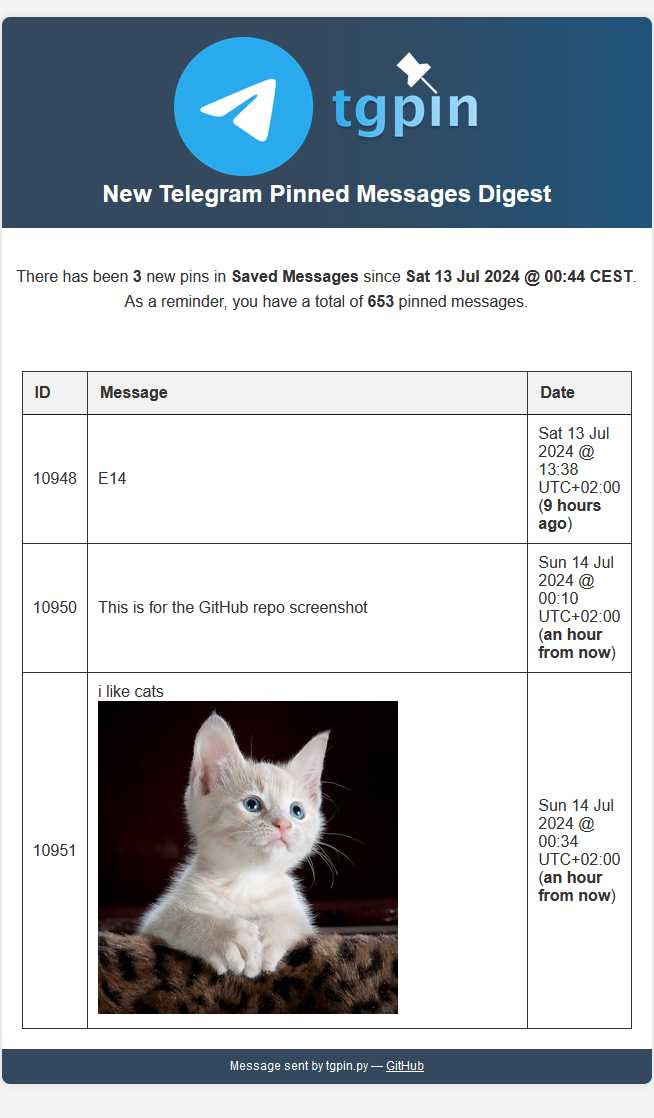 tgpin
New Telegram Pinned Messages Digest
There has been 3 new pins in Saved Messages since Sat 13 Jul 2024 @ 00:44 CEST.
As a reminder, you have a total of 653 pinned messages.
ID
Message
Date
10948
E14
Sat 13 Jul
2024 @
13:38
UTC+02:00
(9 hours
ago)
10950
This is for the GitHub repo screenshot
Sun 14 Jul
2024 @
00:10
UTC+02:00
(an hour
from now)
10951
i like cats
Sun 14 Jul
2024 @
00:34
UTC+02:00
(an hour
from now)
Message sent by tgpin.py — GitHub